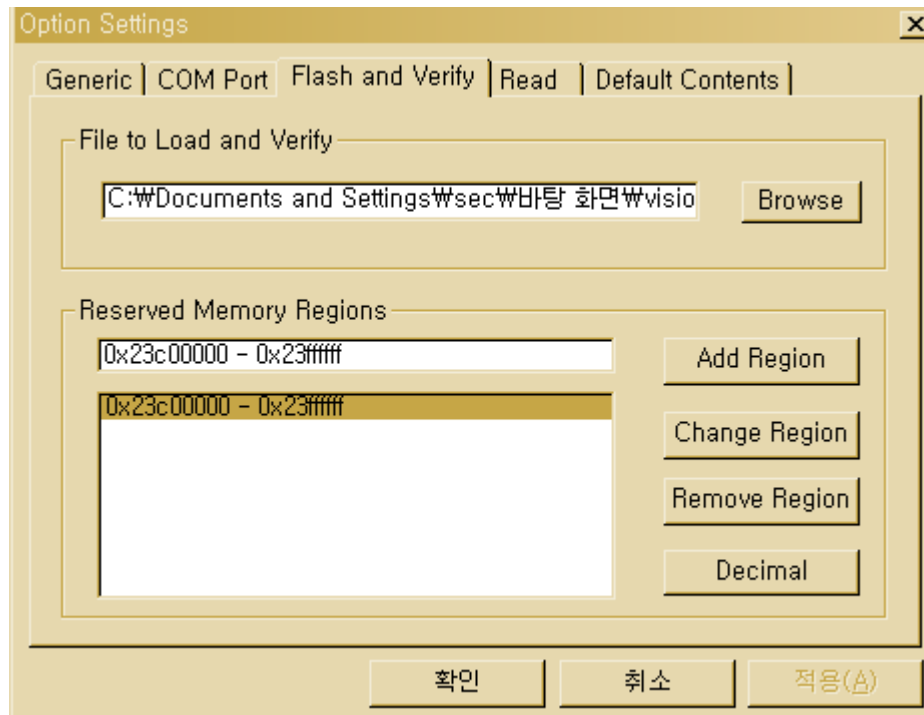 Option Settings
Generic COM Port Flash and Verify Read Default Contents
File to Load and Verify
C:₩Documents and Settings₩sec₩바탕 화면₩visio
Browse
Reserved Memory Regions
0x23c00000 - 0x23ffffff
Add Region
0x23c00000 - 0x23ffffff
Change Region
Remove Region
Decimal
확인 취소 적용(A)